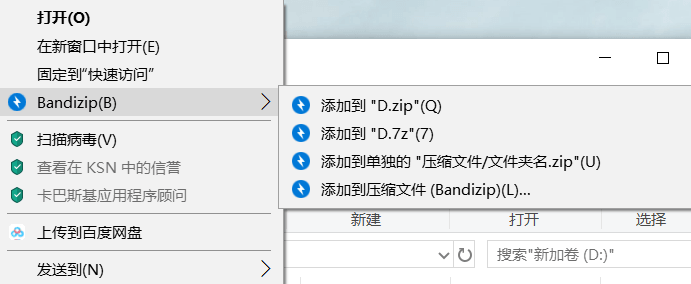 打开(O)
在新窗口中打开(E)
固定到"快速访问"
Bandizip(B)
扫描病毒(V)
查看在 KSN 中的信誉
卡巴斯基应用程序顾问
上传到百度网盘
发送到(N)
添加到 "D.zip"(Q)
添加到 "D.7z"(7)
添加到单独的 "压缩文件/文件夹名.zip"(U)
添加到压缩文件 (Bandizip)(L)...
新建
打开
选择
搜索"新加卷 (D:)"